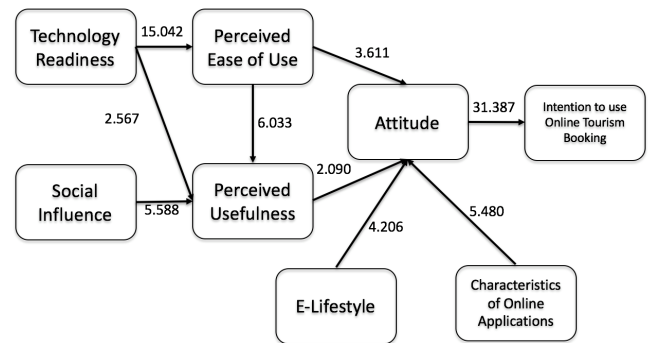 Technology
Readiness
15.042
Perceived
Ease of Use
3.611
2.567
6.033
Attitude
31.387
Intention to use
Online Tourism
Booking
Social
Influence
5.588
Perceived
Usefulness
2.090
4.206
5.480
E-Lifestyle
Characteristics
of Online
Applications